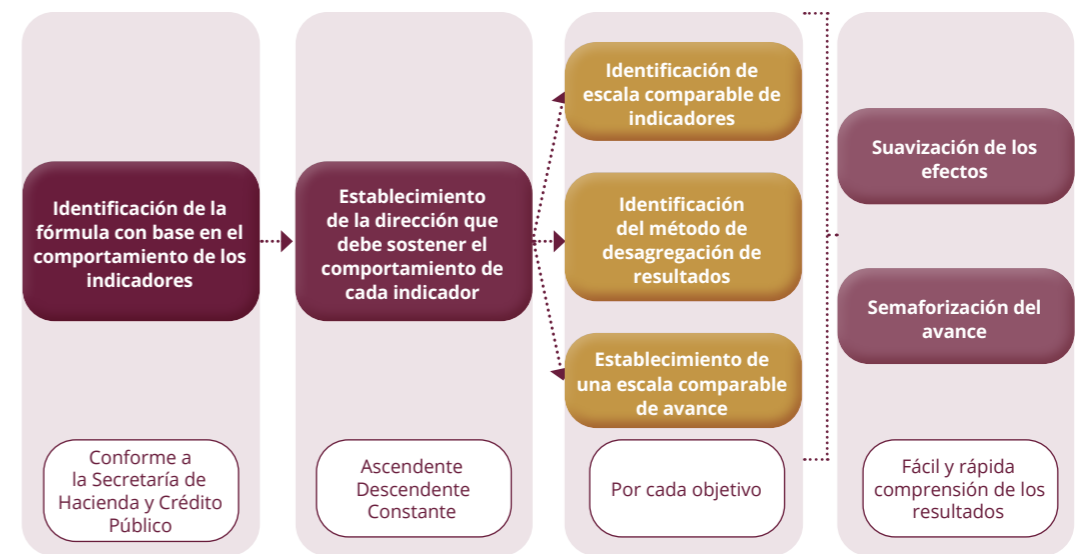 Identificación de la
fórmula con base en el
comportamiento de los
indicadores
Conforme a
la Secretaría de
Hacienda y Crédito
Público
Establecimiento
de la dirección que
debe sostener el
comportamiento de
cada indicador
Ascendente
Descendente
Constante
Identificación de
escala comparable de
indicadores
Identificación
del método de
desagregación de
resultados
Establecimiento de
una escala comparable
de avance
Por cada objetivo
Suavización de los
efectos
Semaforización del
avance
Fácil y rápida
comprensión de los
resultados